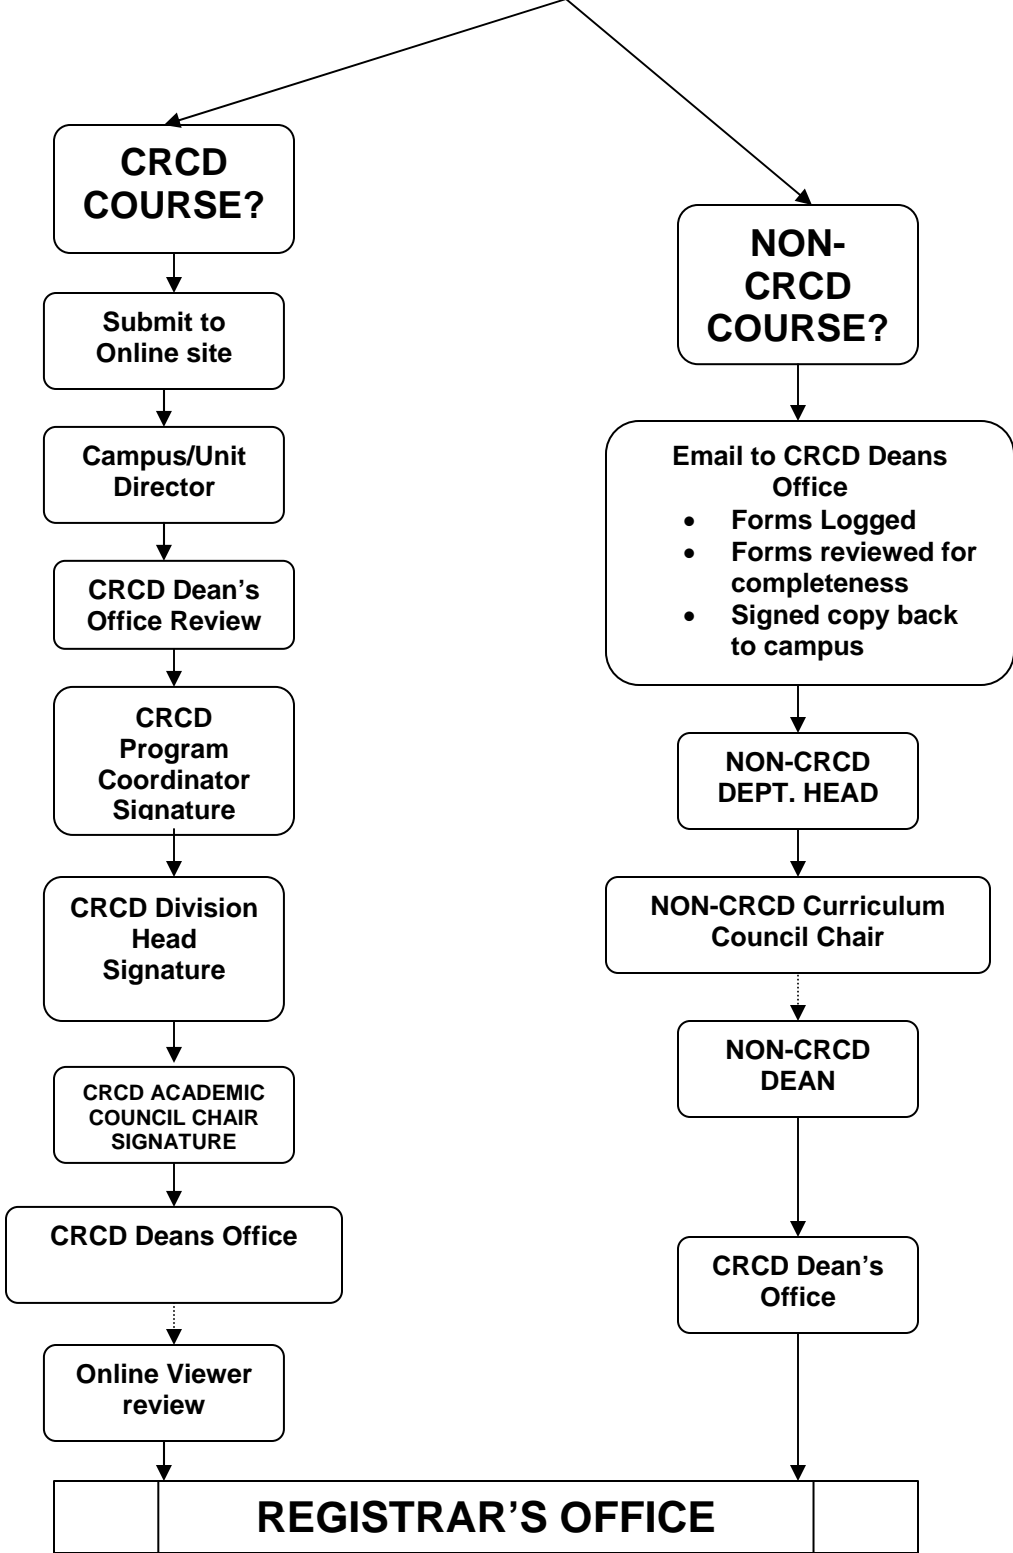 CRCD
COURSE?
Submit to
Online site
Campus/Unit
Director
CRCD Dean’s
Office Review
CRCD
Program
Coordinator
Signature
CRCD Division
Head
Signature
CRCD ACADEMIC
COUNCIL CHAIR
SIGNATURE
CRCD Deans Office
Online Viewer
review
NON-
CRCD
COURSE?
Email to CRCD Deans
Office
• Forms Logged
• Forms reviewed for
completeness
• Signed copy back
to campus
NON-CRCD
DEPT. HEAD
NON-CRCD Curriculum
Council Chair
NON-CRCD
DEAN
CRCD Dean’s
Office
REGISTRAR’S OFFICE